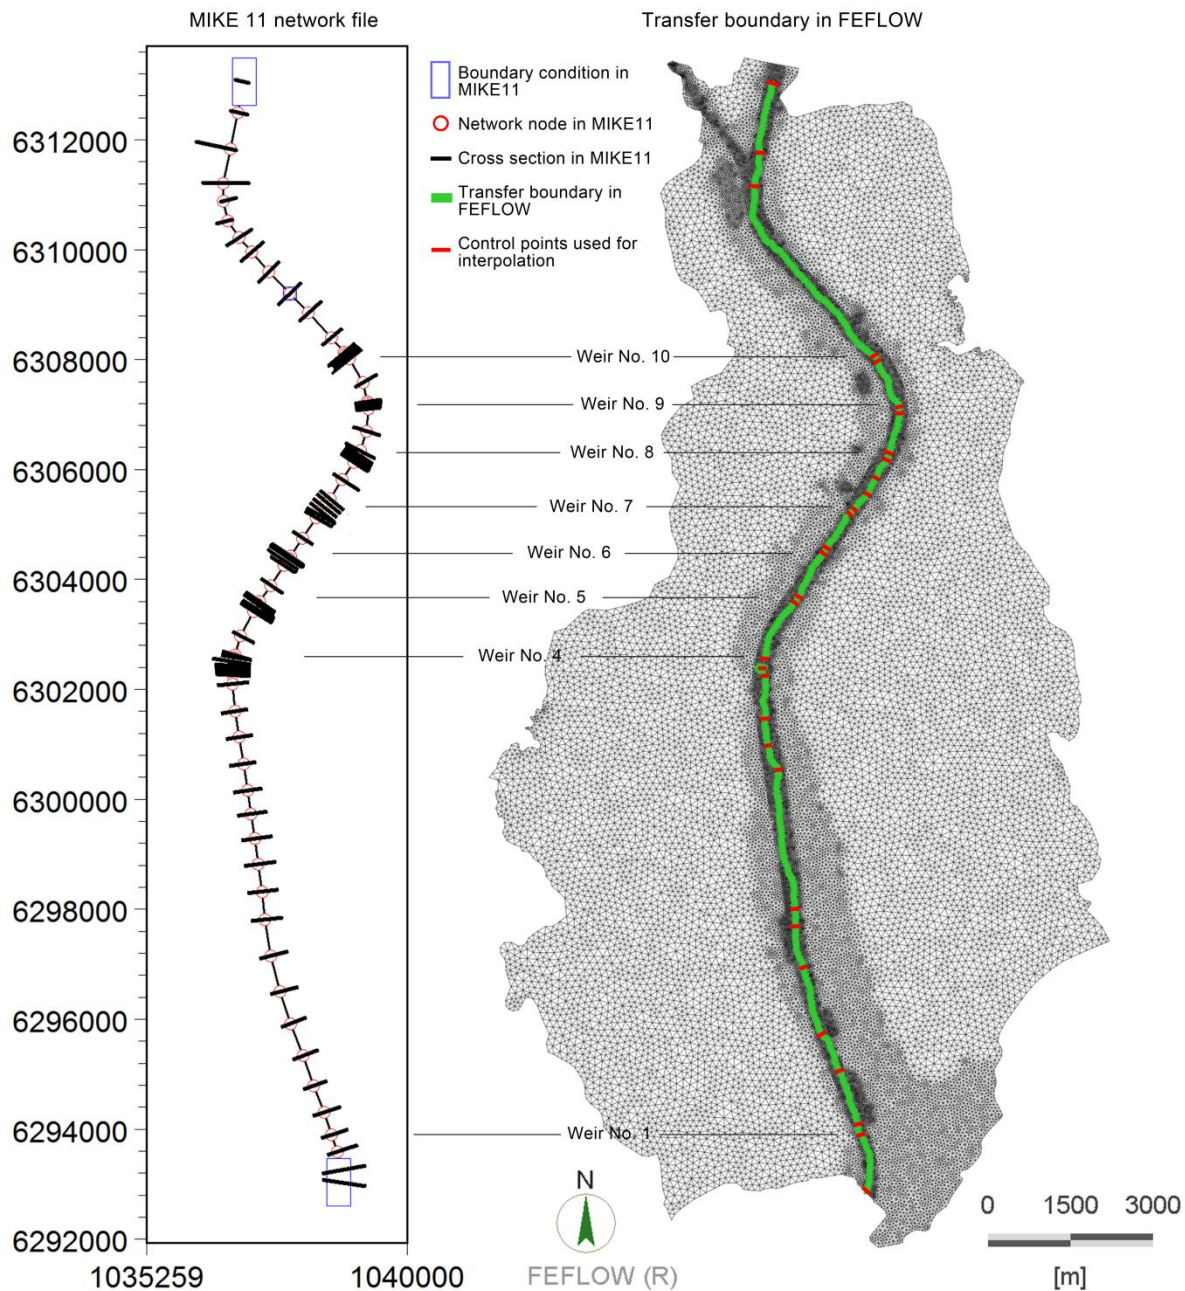 MIKE 11 network file
Transfer boundary in FEFLOW
Boundary condition in
MIKE11
Network node in MIKE11
Cross section in MIKE11
Transfer boundary in
FEFLOW
Control points used for
interpolation
6312000
6310000
6308000
6306000
6304000
6302000
6300000
6298000
6296000
6294000
6292000
1035259
1040000
Weir No. 10
Weir No. 9
Weir No. 8
Weir No. 7
Weir No. 6
Weir No. 5
Weir No. 4
Weir No. 1
N
FEFLOW (R)
0 1500 3000
[m]